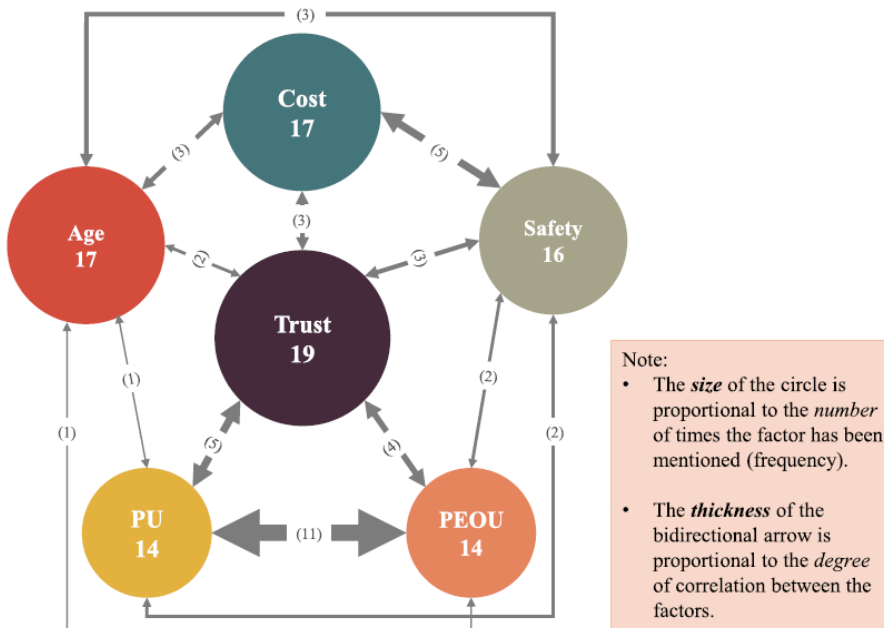 (3)
Cost
17
(3)
(5)
(3)
Age
17
Safety
16
(2)
(3)
Trust
19
(1)
(2)
(1)
(2)
(5)
(4)
PU
14
(11)
PEOU
14
Note:
• The size of the circle is
proportional to the number
of times the factor has been
mentioned (frequency).
• The thickness of the
bidirectional arrow is
proportional to the degree
of correlation between the
factors.